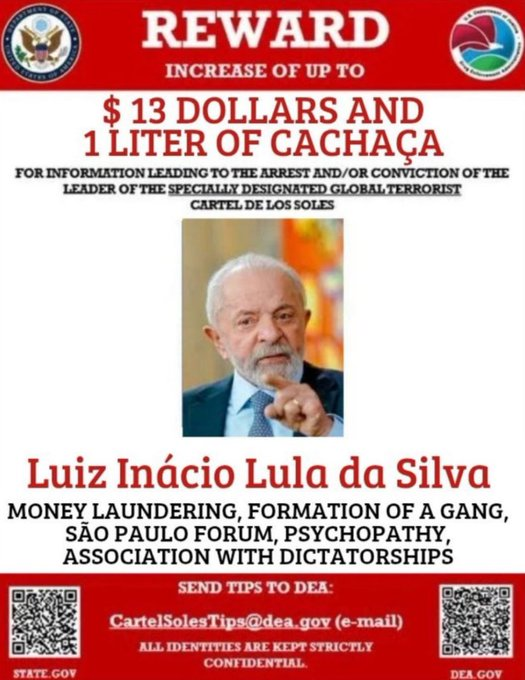 REWARD
INCREASE OF UP TO
$ 13 DOLLARS AND
1 LITER OF CACHAÇA
FOR INFORMATION LEADING TO THE ARREST AND/OR CONVICTION OF THE
LEADER OF THE SPECIALLY DESIGNATED GLOBAL TERRORIST
CARTEL DE LOS SOLES
Luiz Inácio Lula da Silva
MONEY LAUNDERING, FORMATION OF A GANG,
SÃO PAULO FORUM, PSYCHOPATHY,
ASSOCIATION WITH DICTATORSHIPS
SEND TIPS TO DEA:
CartelSolesTips@dea.gov (e-mail)
ALL IDENTITIES ARE KEPT STRICTLY
CONFIDENTIAL.
STATE.GOV
DEA.GOV